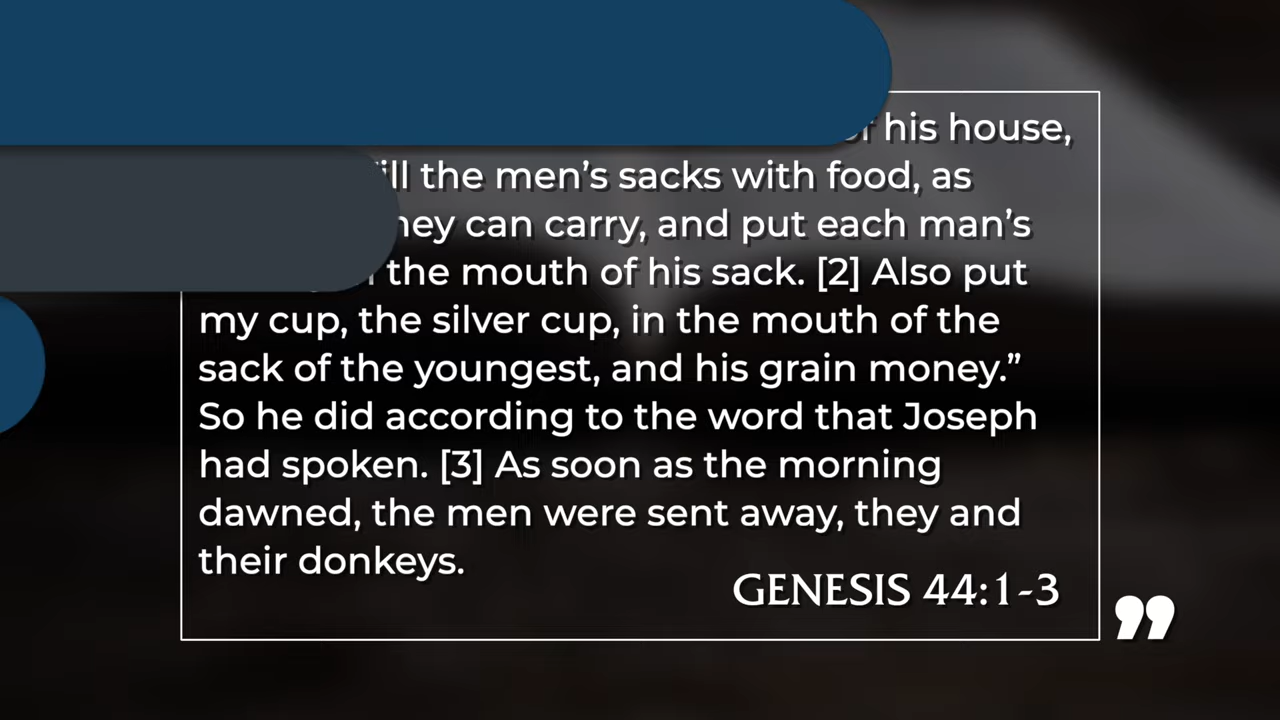 his house,
the men’s sacks with food, as
can carry, and put each man’s
the mouth of his sack. [2] Also put
my cup, the silver cup, in the mouth of the
sack of the youngest, and his grain money.”
So he did according to the word that Joseph
had spoken. [3] As soon as the morning
dawned, the men were sent away, they and
their donkeys.
GENESIS 44:1-3
”